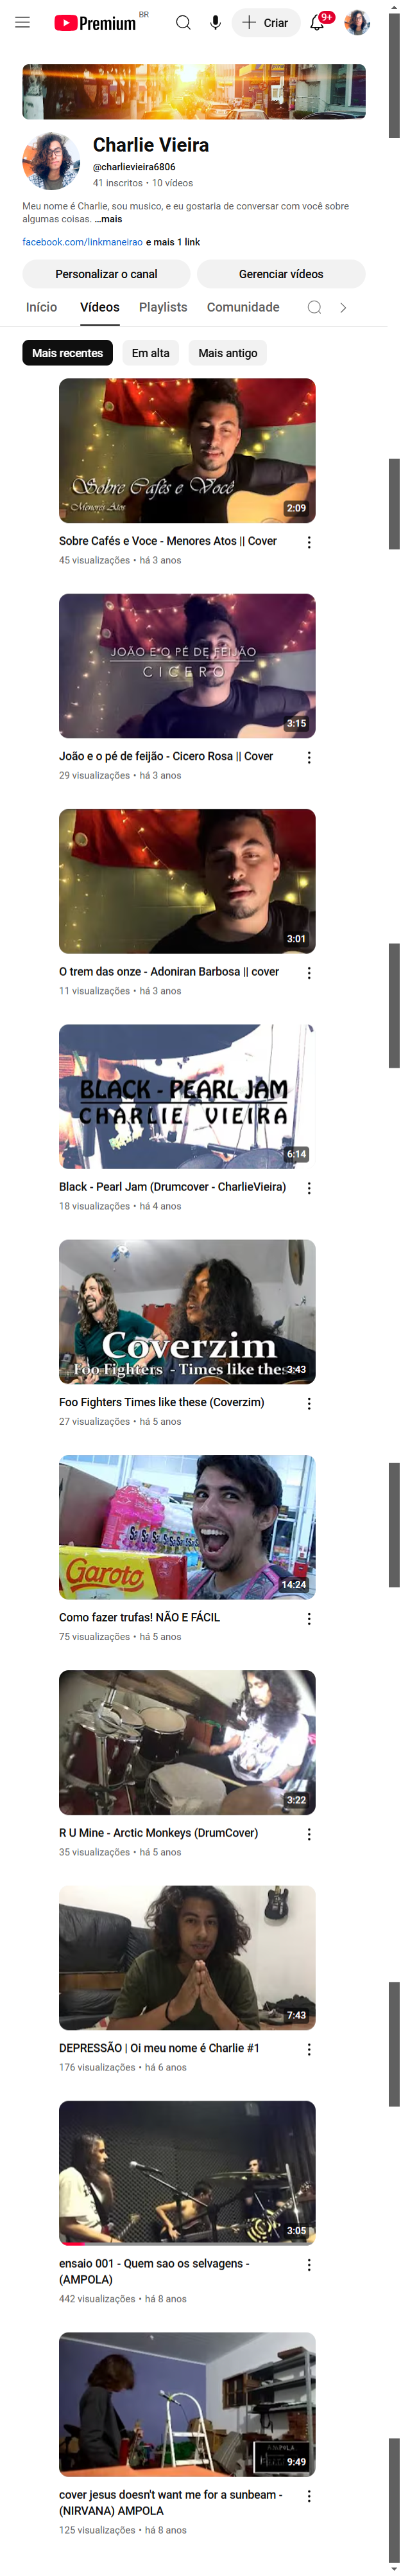 Premium BR
Criar
9+
Charlie Vieira
@charlievieira6806
41 inscritos • 10 vídeos
Meu nome é Charlie, sou musico, e eu gostaria de conversar com você sobre
algumas coisas. ...mais
facebook.com/linkmaneirao e mais 1 link
Personalizar o canal
Gerenciar vídeos
Início
Vídeos
Playlists
Comunidade
Mais recentes
Em alta
Mais antigo
Sobre Cafés e Você
Menores Atos
2:09
Sobre Cafés e Voce - Menores Atos || Cover
45 visualizações • há 3 anos
JOÃO E O PÉ DE FEIJÃO
CICERO
3:15
João e o pé de feijão - Cicero Rosa || Cover
29 visualizações • há 3 anos
3:01
O trem das onze - Adoniran Barbosa || cover
11 visualizações • há 3 anos
BLACK - PEARL JAM
CHARLIE VIEIRA
6:14
Black - Pearl Jam (Drumcover - CharlieVieira)
18 visualizações • há 4 anos
Coverzim
Foo Fighters - Times like the
3:43
Foo Fighters Times like these (Coverzim)
27 visualizações • há 5 anos
Garoto
14:24
Como fazer trufas! NÃO E FÁCIL
75 visualizações • há 5 anos
3:22
R U Mine - Arctic Monkeys (DrumCover)
35 visualizações • há 5 anos
7:43
DEPRESSÃO | Oi meu nome é Charlie #1
176 visualizações • há 6 anos
3:05
ensaio 001 - Quem sao os selvagens -
(AMPOLA)
442 visualizações • há 8 anos
AMPOLA
9:49
cover jesus doesn't want me for a sunbeam -
(NIRVANA) AMPOLA
125 visualizações • há 8 anos